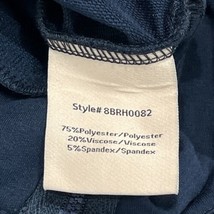 Style# 8BRH0082
75%Polyester/Polyester
20%Viscose/Viscose
5%Spandex/Spandex